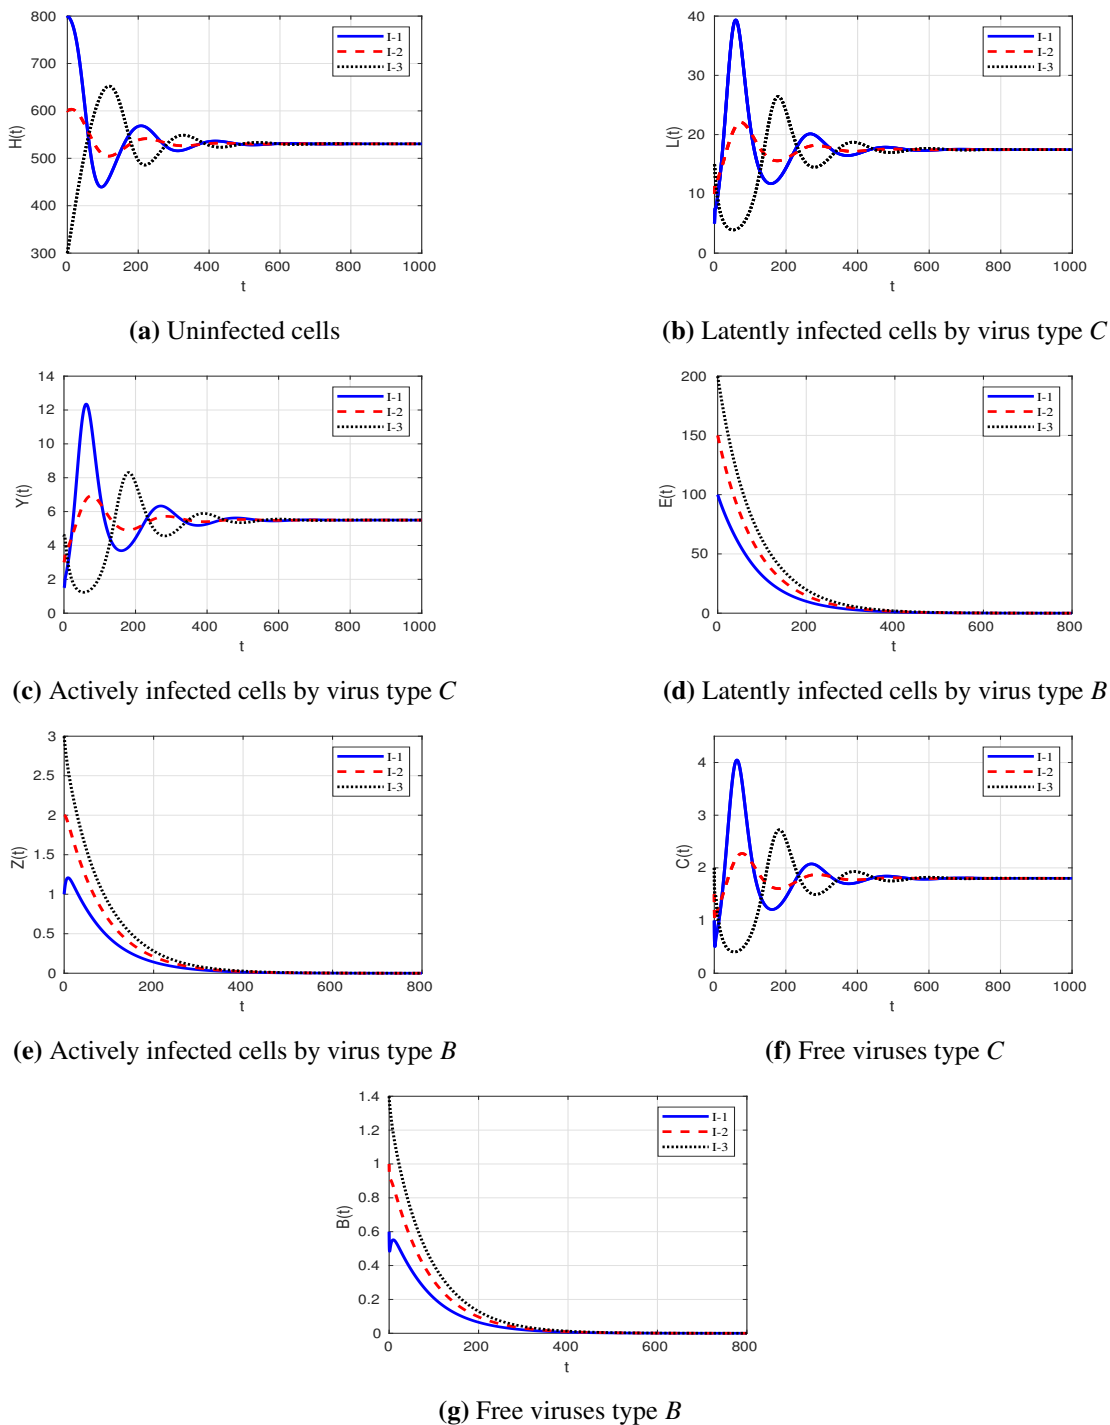 800
700
600
500
400
300
H(t)
0 200 400 600 800 1000
t
I-1
I-2
I-3
(a) Uninfected cells
40
30
20
10
0
L(t)
0 200 400 600 800 1000
t
I-1
I-2
I-3
(b) Latently infected cells by virus type C
14
12
10
8
6
4
2
0
Y(t)
0 200 400 600 800 1000
t
I-1
I-2
I-3
(c) Actively infected cells by virus type C
200
150
100
50
0
E(t)
0 200 400 600 800
t
I-1
I-2
I-3
(d) Latently infected cells by virus type B
3
2.5
2
1.5
1
0.5
0
Z(t)
0 200 400 600 800
t
I-1
I-2
I-3
(e) Actively infected cells by virus type B
4
3
2
1
0
C(t)
0 200 400 600 800 1000
t
I-1
I-2
I-3
(f) Free viruses type C
1.4
1.2
1
0.8
0.6
0.4
0.2
0
B(t)
0 200 400 600 800
t
I-1
I-2
I-3
(g) Free viruses type B